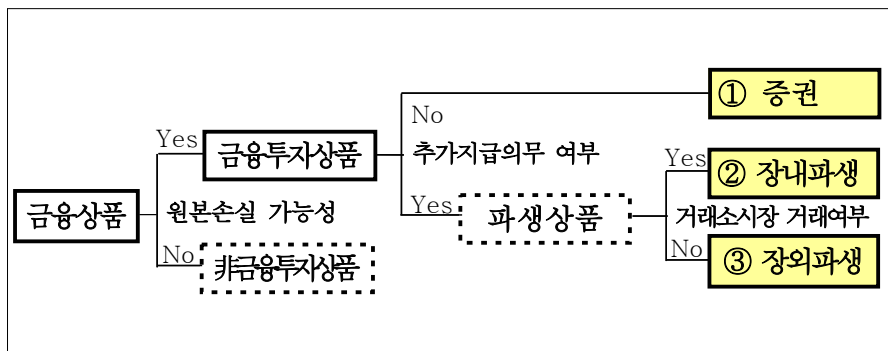 ① 증권
No
Yes
금융투자상품
추가지급의무 여부
Yes
② 장내파생
금융상품
원본손실 가능성
Yes
파생상품
거래소시장 거래여부
No
非금융투자상품
No
③ 장외파생